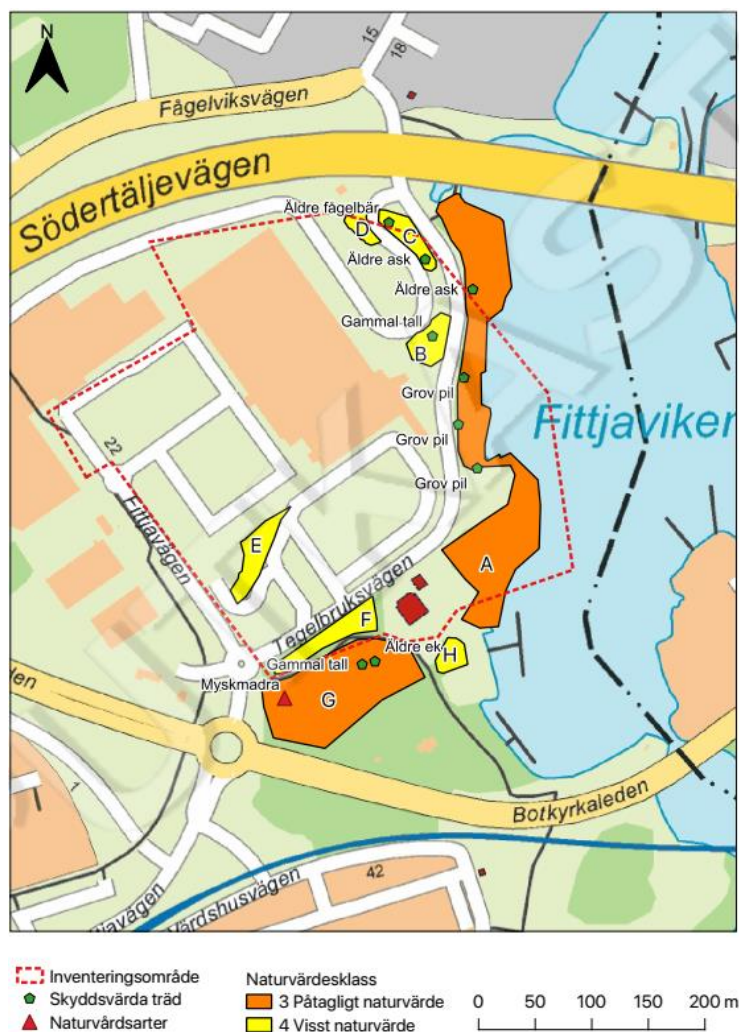 N
15
18
Fågelviksvägen
Södertäljevägen
Äldre fågelbär
D
C
Äldre ask
Äldre ask
Gammal tall
B
Grov pil
Fittjaviken
Grov pil
22
Grov pil
Fittjavägen
E
A
Tegelbruksvägen
F
Äldre ek
H
Gammal tall
Myskmadra
G
Botkyrkaleden
1
42
Värdshusvägen
Inventeringsområde
Skyddsvärda träd
Naturvårdsarter
Naturvärdesklass
3 Påtagligt naturvärde
4 Visst naturvärde
0 50 100 150 200 m